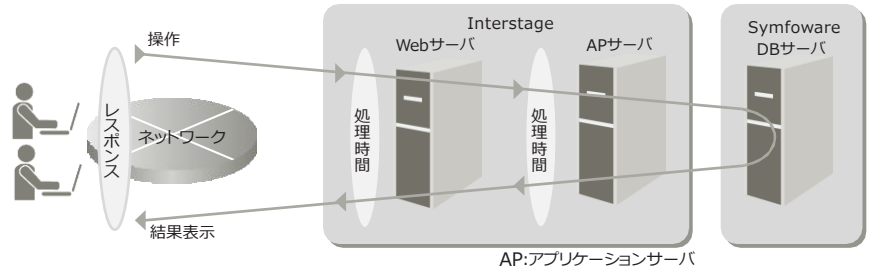 Interstage
Symfoware
DBサーバ
Webサーバ
APサーバ
操作
レスポンス
ネットワーク
処理時間
処理時間
結果表示
AP:アプリケーションサーバ